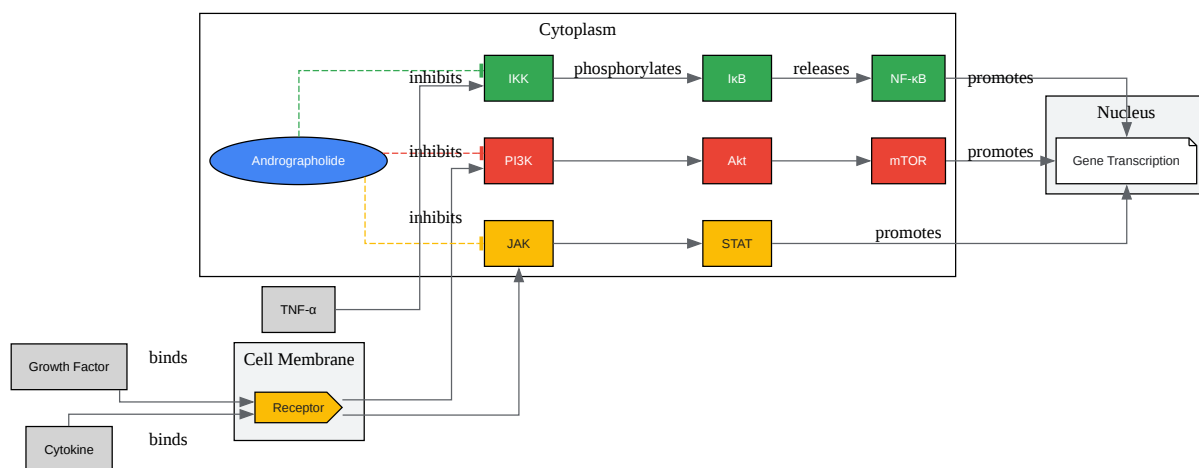 Cytoplasm
inhibits
IKK
phosphorylates
IκB
releases
NF-κB
promotes
Nucleus
Andrographolide
inhibits
PI3K
Akt
mTOR
promotes
Gene Transcription
inhibits
JAK
STAT
promotes
TNF-α
Growth Factor
binds
Cell Membrane
Receptor
Cytokine
binds